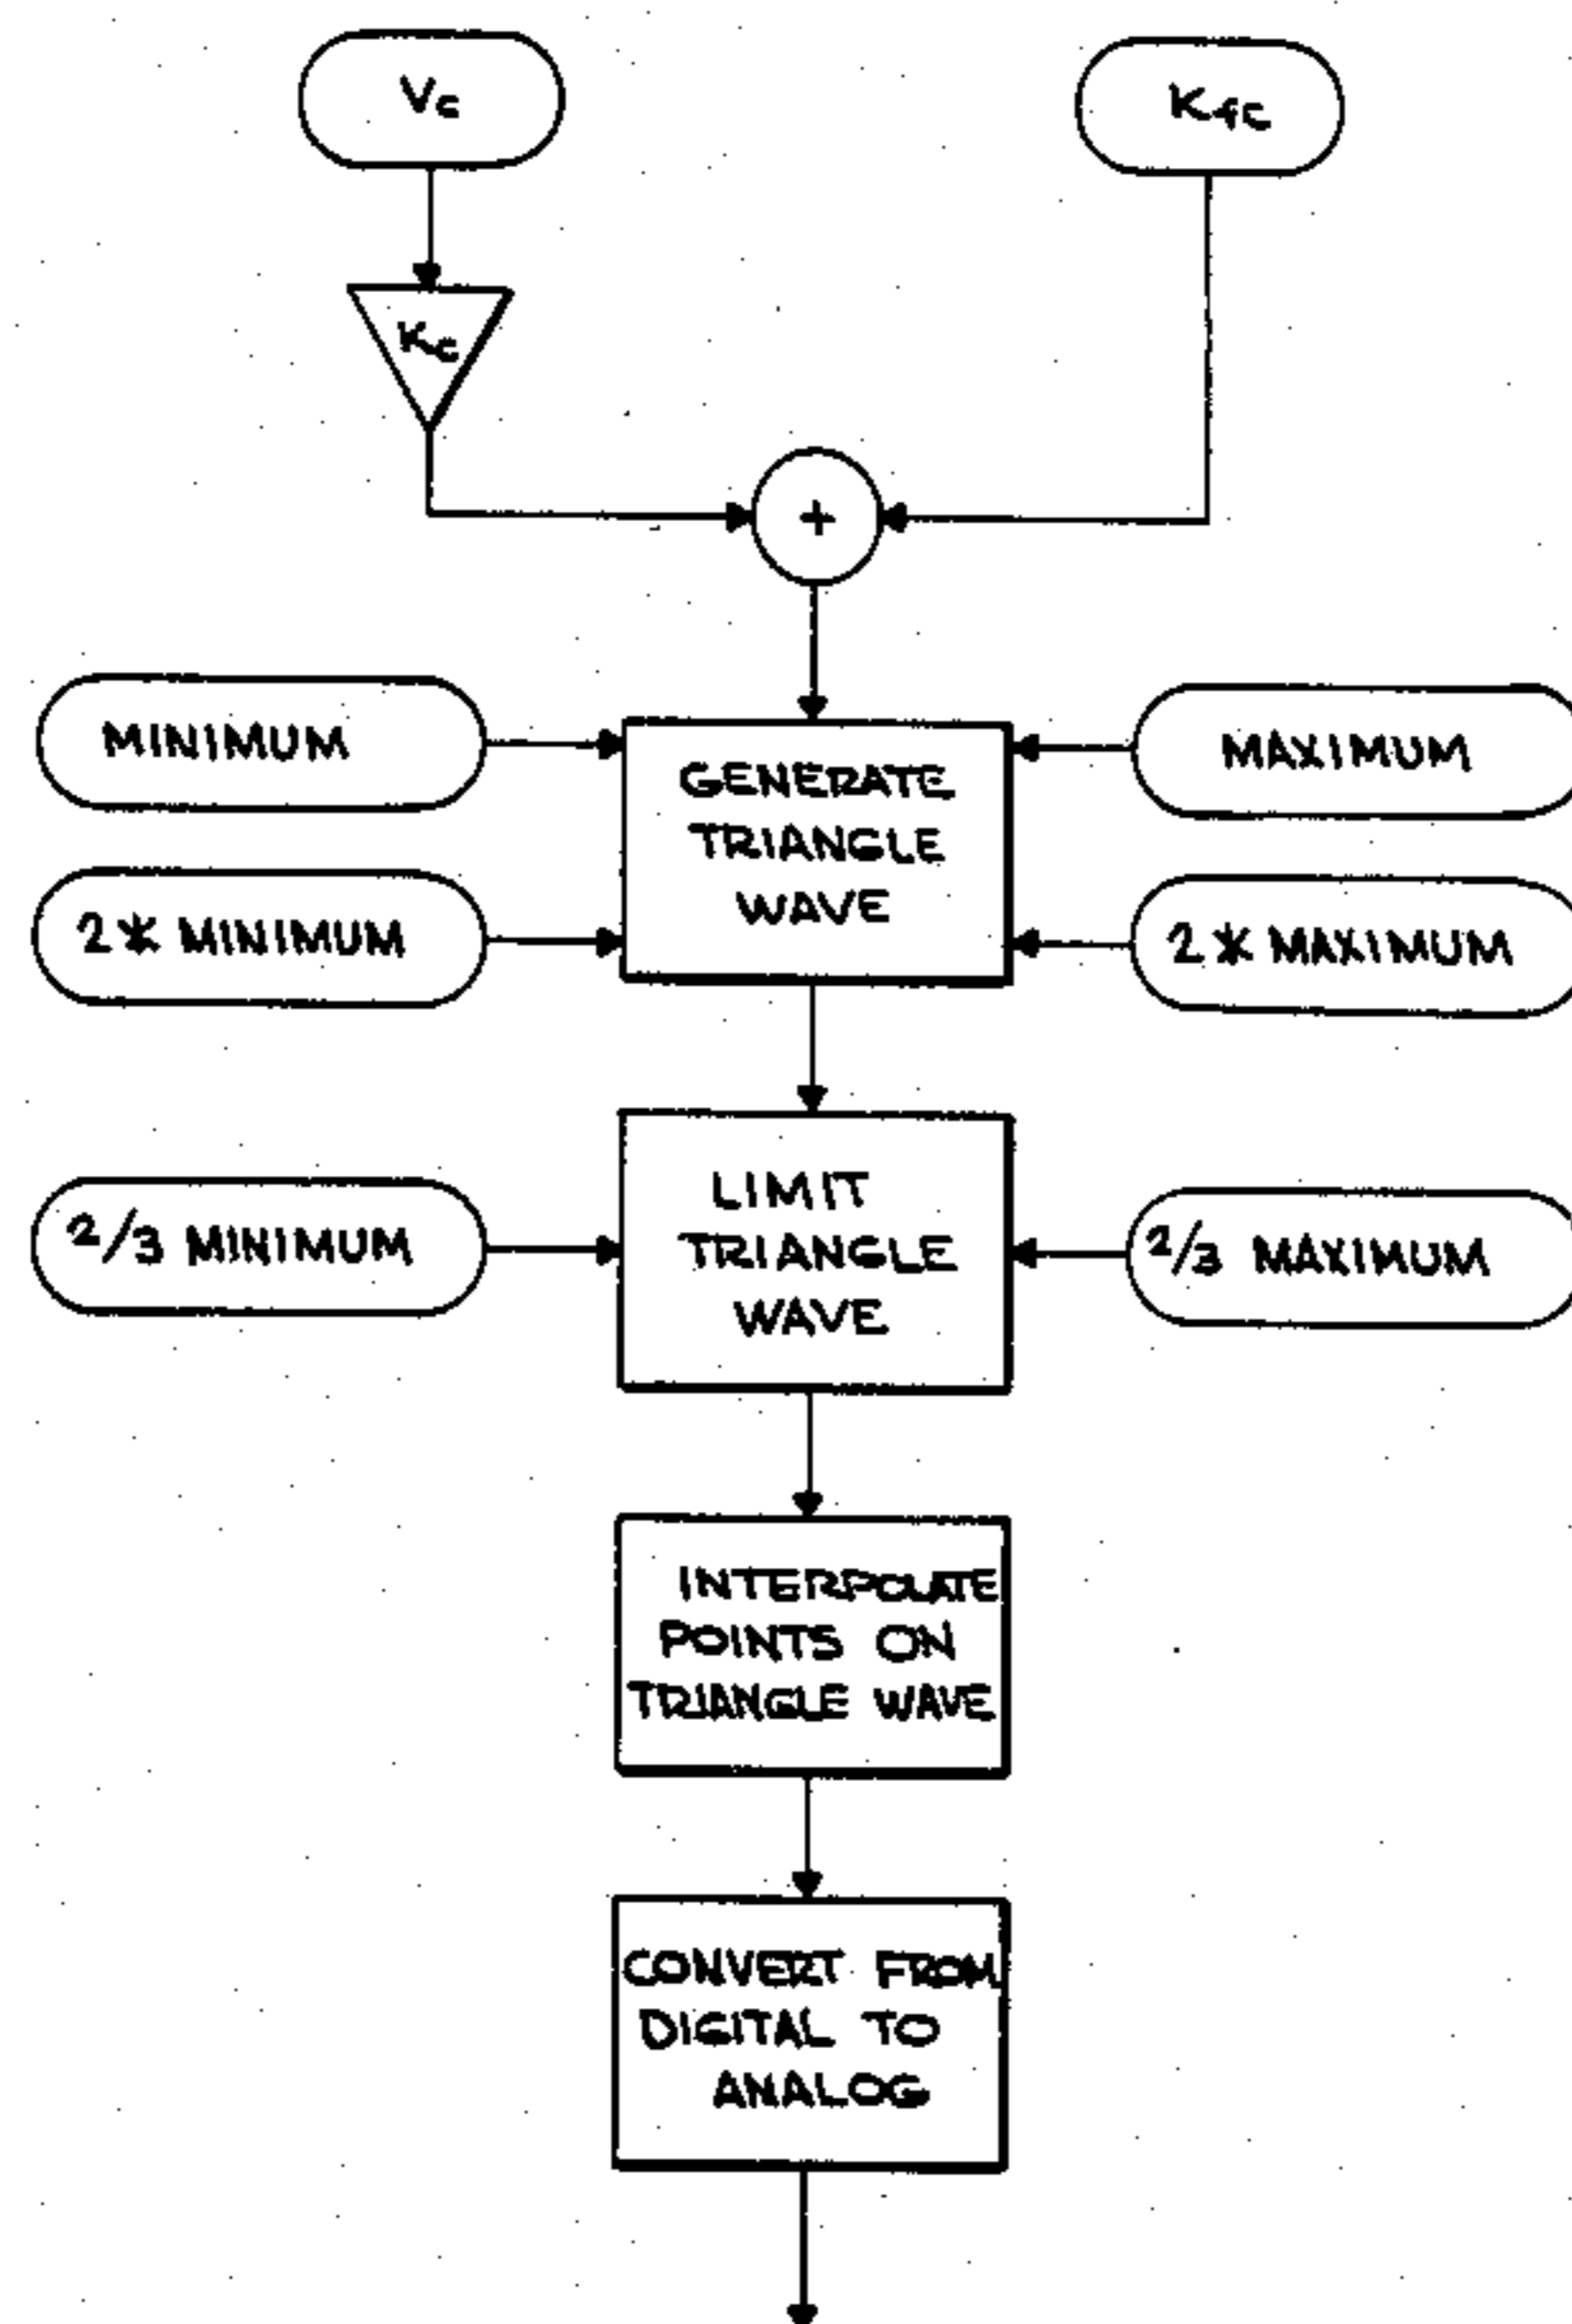 Vc
Kfc
Kc
+
MINIMUM
MAXIMUM
GENERATE
TRIANGLE
WAVE
2* MINIMUM
2* MAXIMUM
LIMIT
TRIANGLE
WAVE
2/3 MINIMUM
2/3 MAXIMUM
INTERPOLATE
POINTS ON
TRIANGLE WAVE
CONVERT FROM
DIGITAL TO
ANALOG